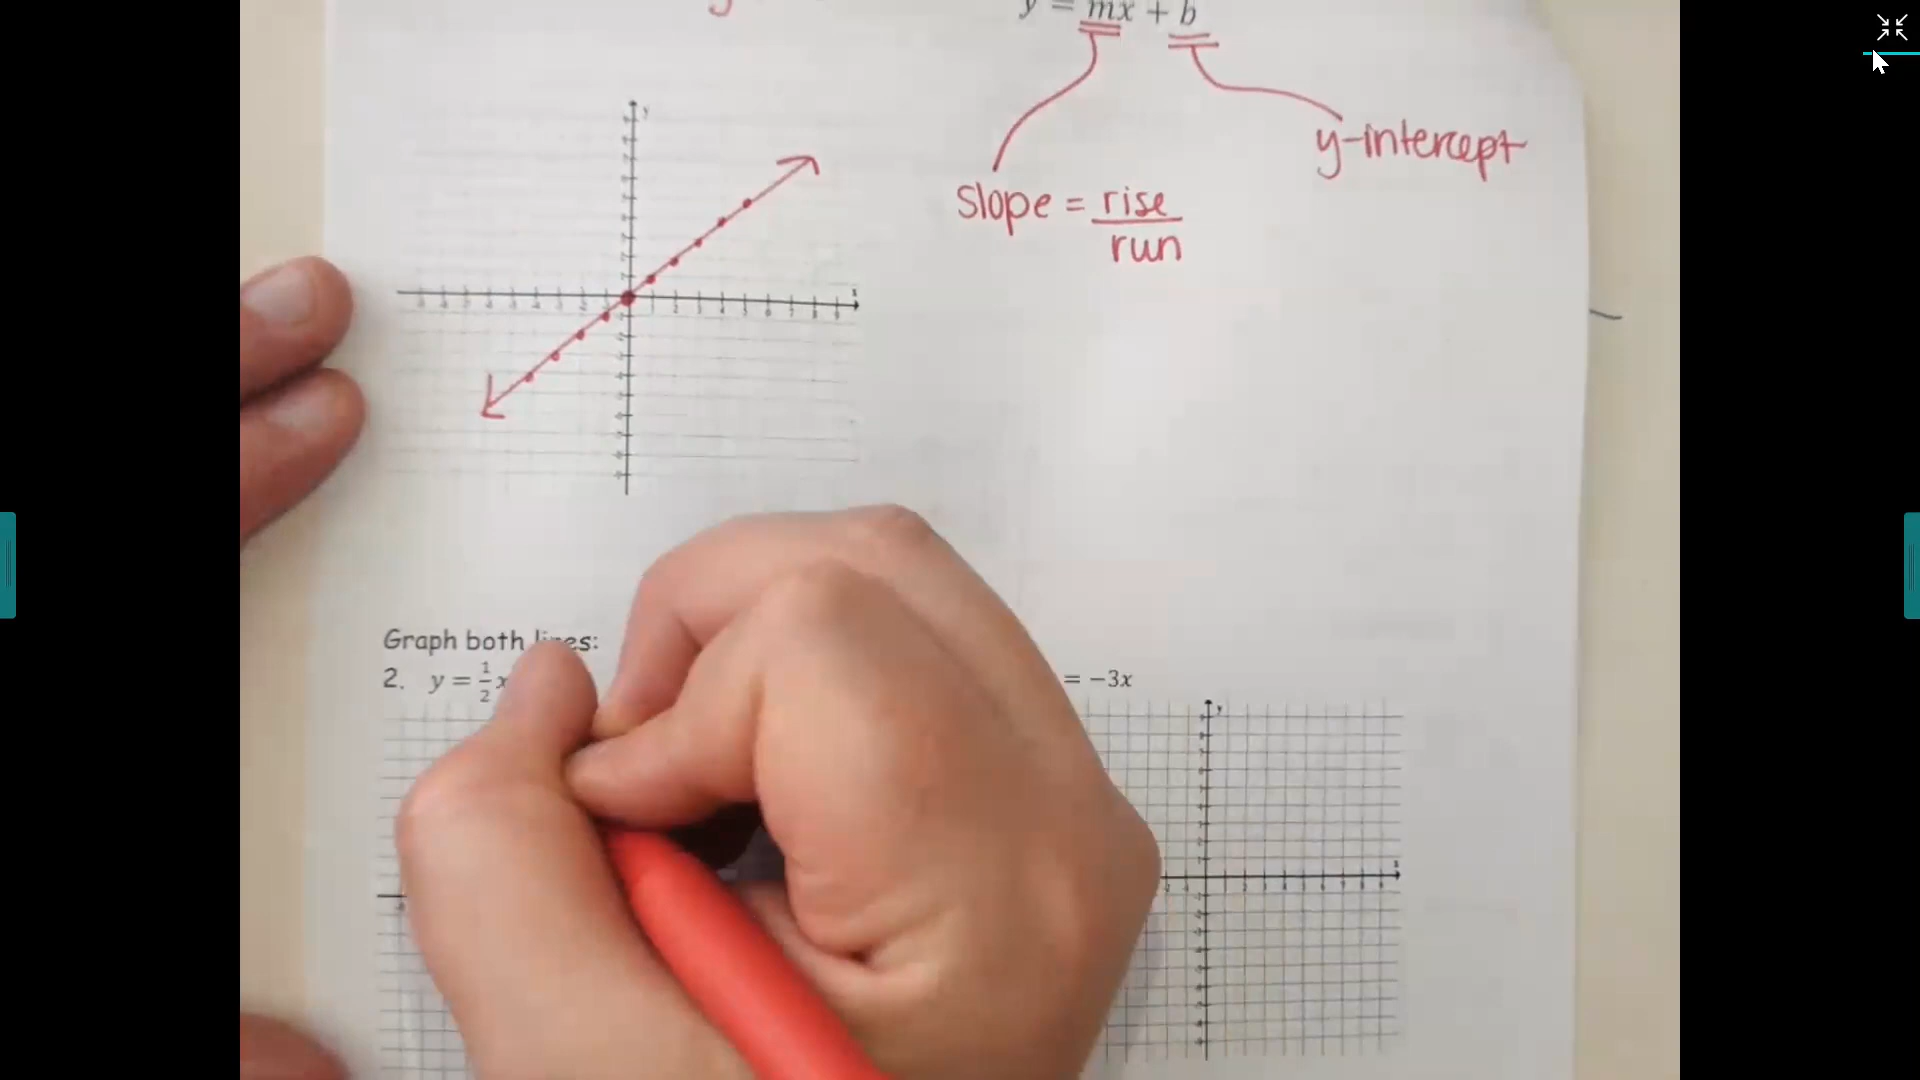 y = mx + b
y-intercept
Slope = rise
run
Graph both lines:
2. y = 1/2 x
= −3x